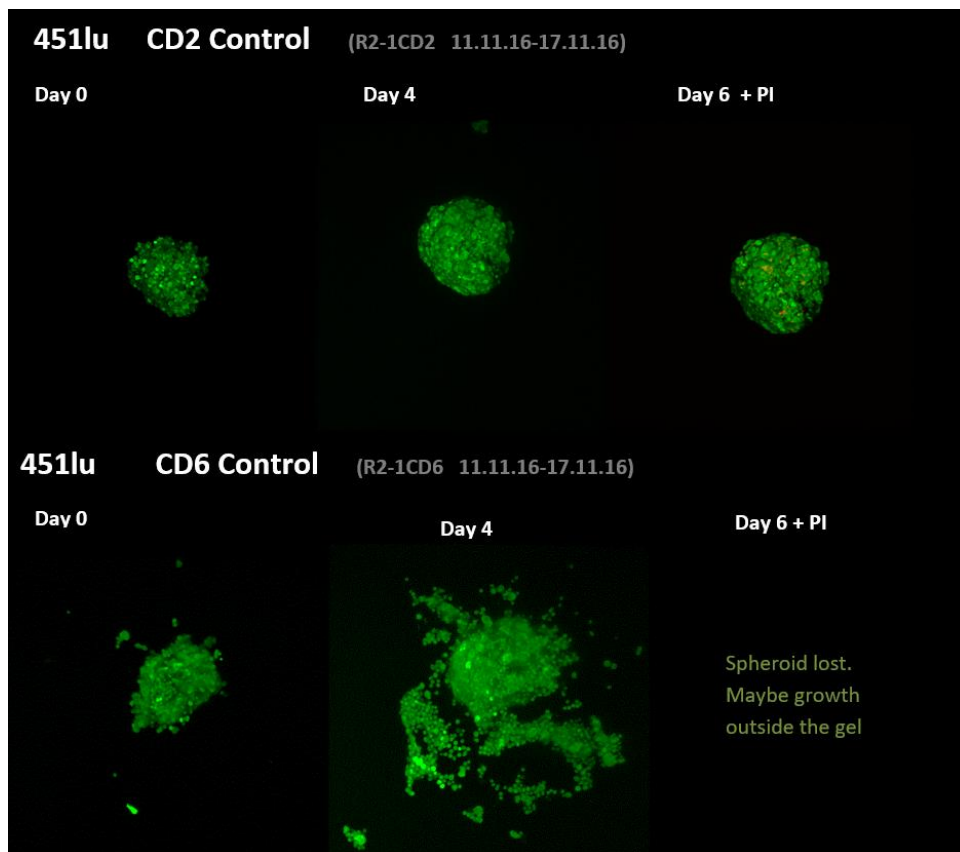 451lu CD2 Control (R2-1CD2 11.11.16-17.11.16)
Day 0 Day 4 Day 6 + PI
451lu CD6 Control (R2-1CD6 11.11.16-17.11.16)
Day 0 Day 4 Day 6 + PI
Spheroid lost.
Maybe growth
outside the gel